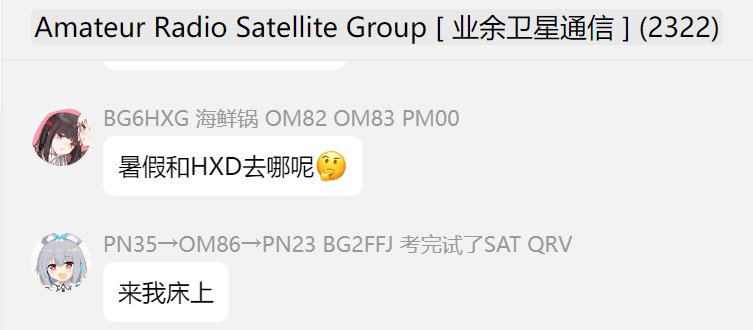 Amateur Radio Satellite Group [ 业余卫星通信 ] (2322)
BG6HXG 海鲜锅 OM82 OM83 PM00
暑假和HXD去哪呢🤔
PN35→OM86→PN23 BG2FFJ 考完试了SAT QRV
来我床上